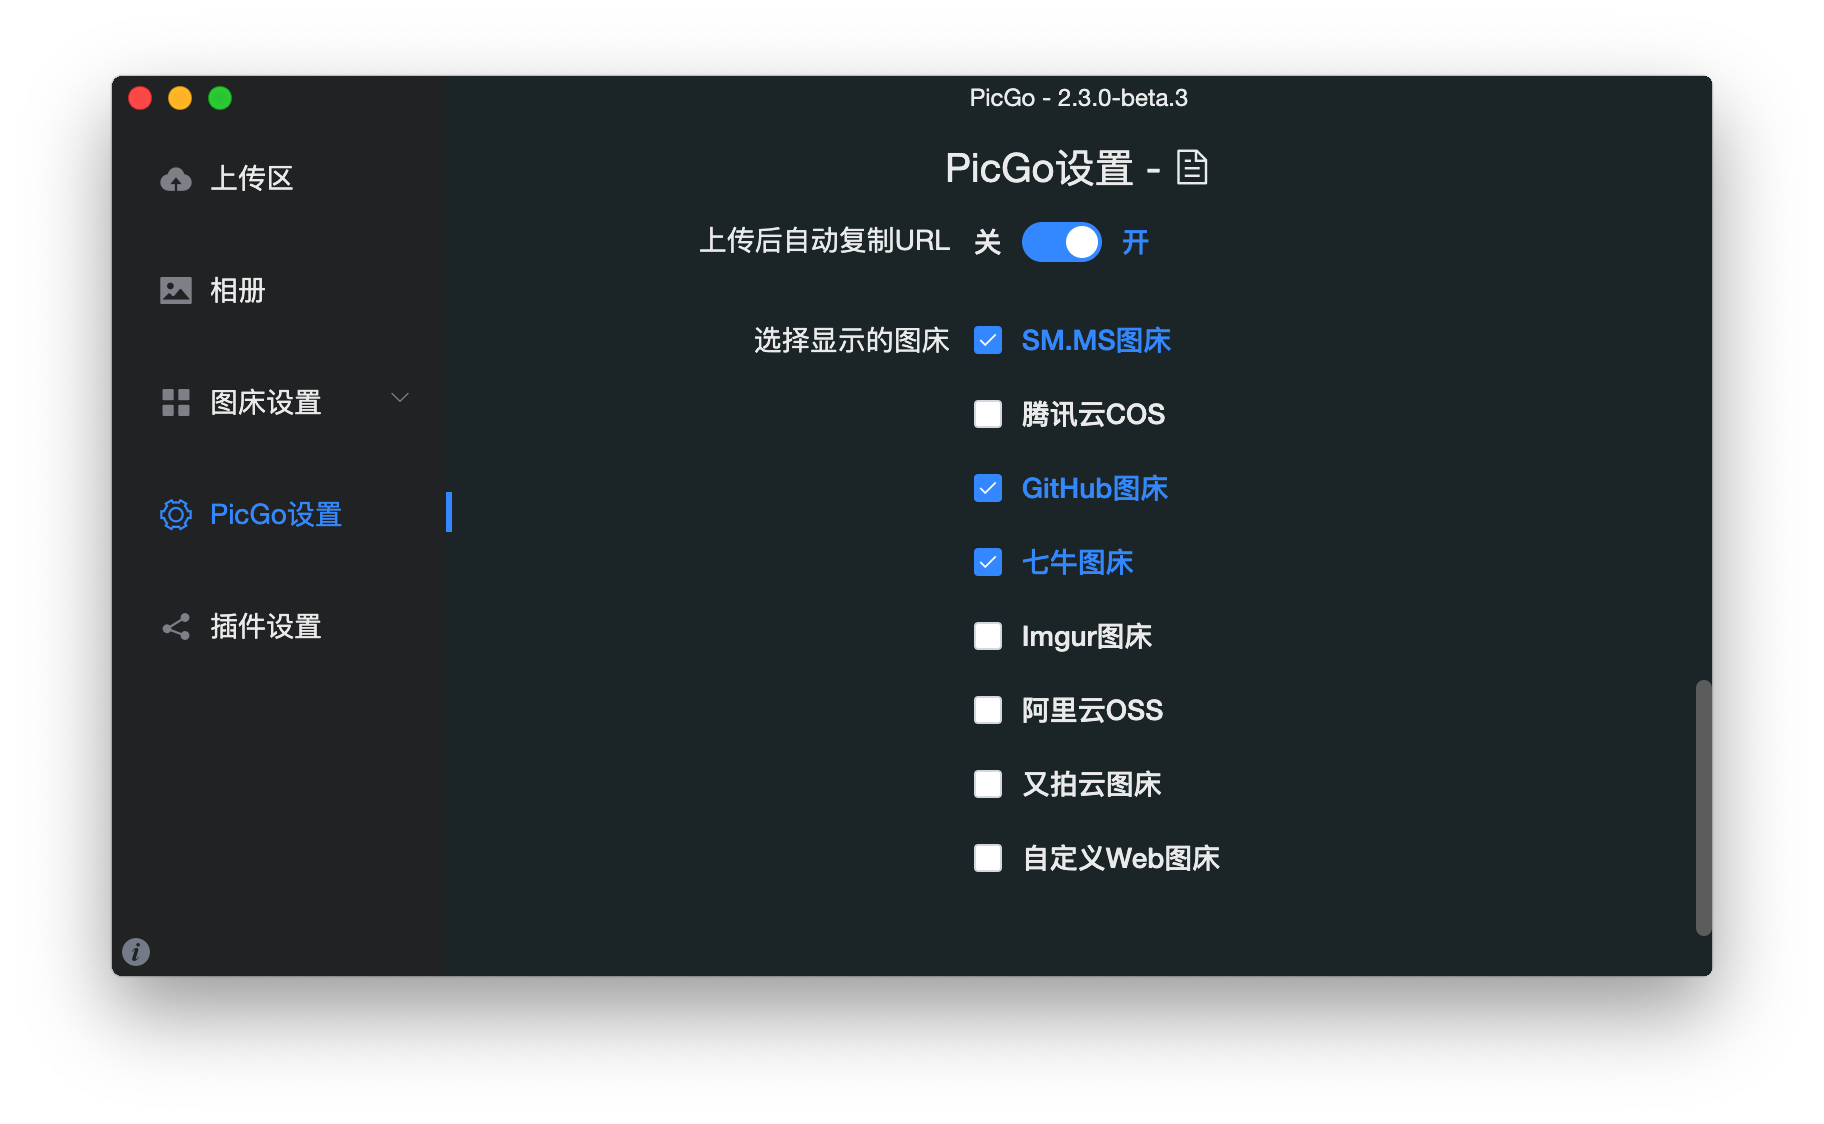 PicGo - 2.3.0-beta.3
上传区
相册
图床设置
PicGo设置
插件设置
PicGo设置 -
上传后自动复制URL 关 开
选择显示的图床 SM.MS图床
腾讯云COS
GitHub图床
七牛图床
Imgur图床
阿里云OSS
又拍云图床
自定义Web图床